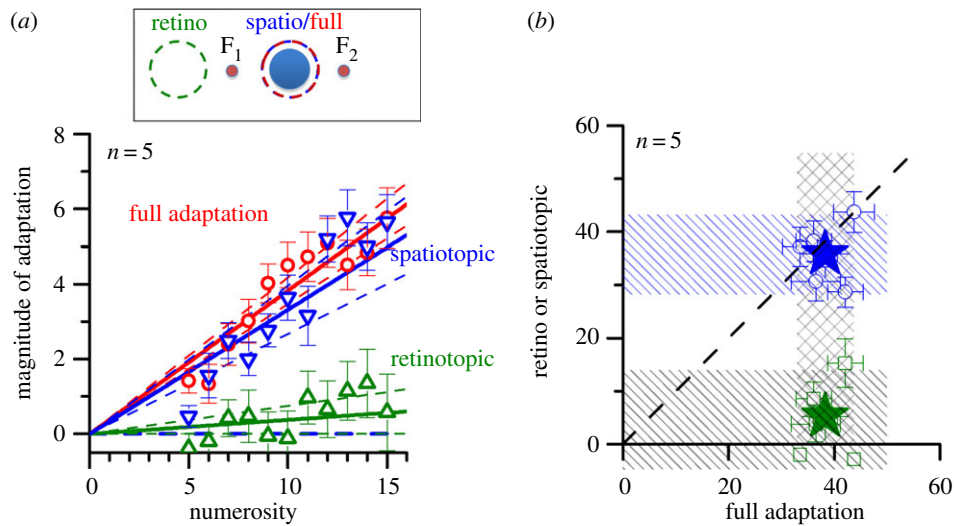 (a)
retino
spatio/full
F1
F2
n = 5
magnitude of adaptation
8
6
4
2
0
full adaptation
spatiotopic
retinotopic
0
5
10
15
numerosity
(b)
n = 5
retino or spatiotopic
60
40
20
0
0
20
40
60
full adaptation